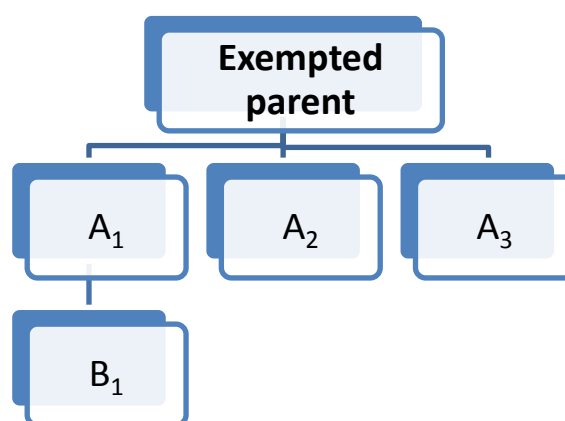 Exempted
parent
A₁
A₂
A₃
B₁